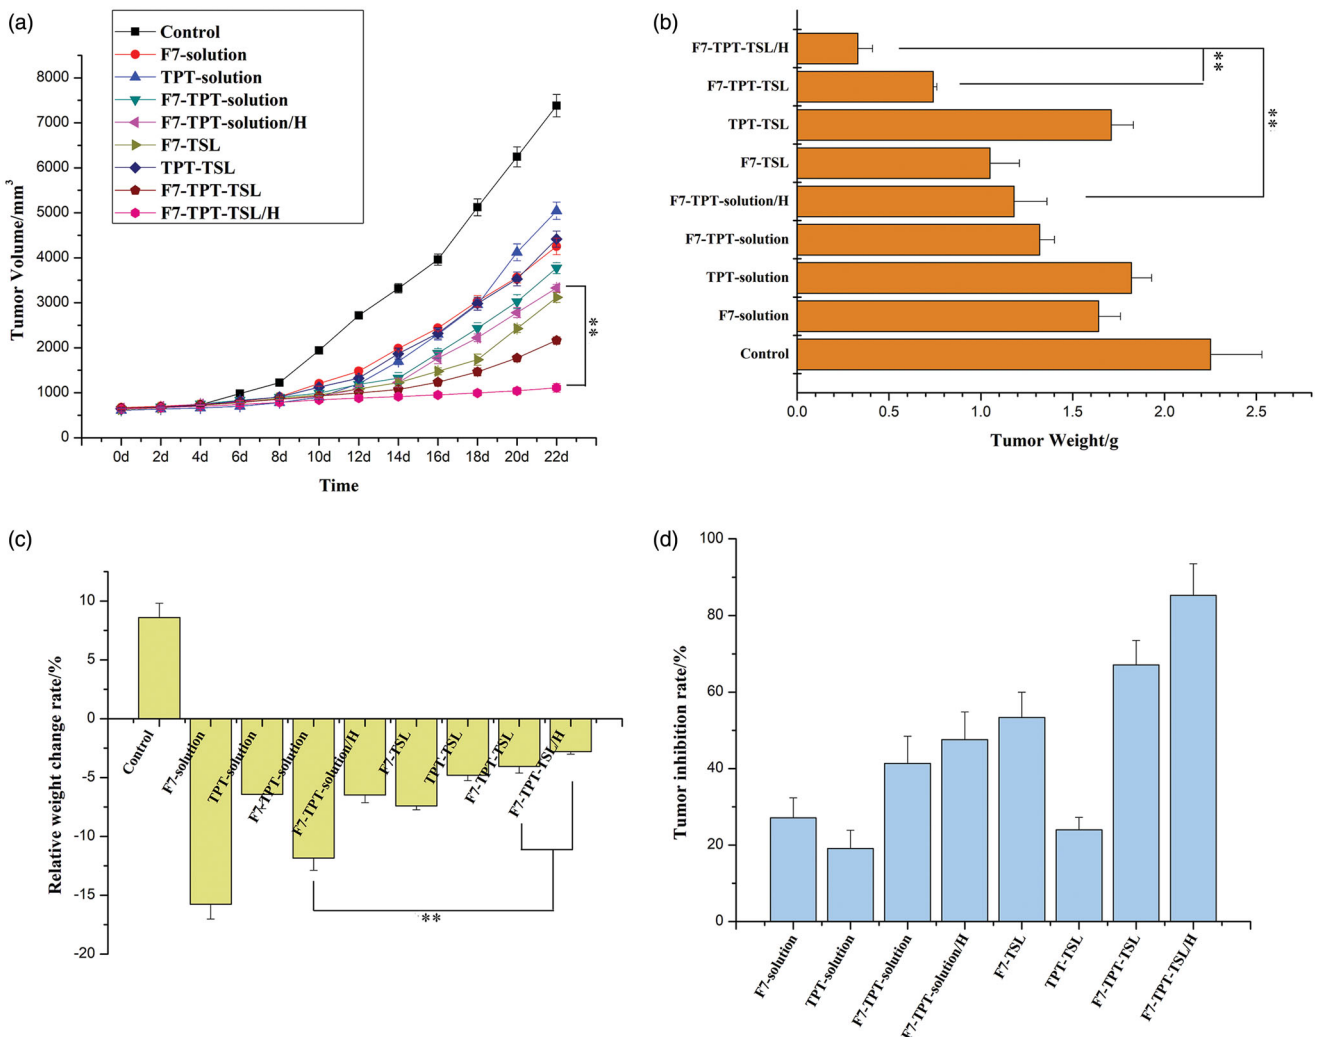 (a)
Control
F7-solution
TPT-solution
F7-TPT-solution
F7-TPT-solution/H
F7-TSL
TPT-TSL
F7-TPT-TSL
F7-TPT-TSL/H
8000
7000
6000
5000
4000
3000
2000
1000
0
Tumor Volume/mm³
**
0d 2d 4d 6d 8d 10d 12d 14d 16d 18d 20d 22d
Time
(b)
F7-TPT-TSL/H
F7-TPT-TSL
TPT-TSL
F7-TSL
F7-TPT-solution/H
F7-TPT-solution
TPT-solution
F7-solution
Control
**
**
0.0 0.5 1.0 1.5 2.0 2.5
Tumor Weight/g
(c)
10
5
0
-5
-10
-15
-20
Relative weight change rate/%
Control
F7-solution
TPT-solution
F7-TPT-solution
F7-TPT-solution/H
F7-TSL
TPT-TSL
F7-TPT-TSL
F7-TPT-TSL/H
**
(d)
100
80
60
40
20
0
Tumor inhibition rate/%
F7-solution
TPT-solution
F7-TPT-solution
F7-TPT-solution/H
F7-TSL
TPT-TSL
F7-TPT-TSL
F7-TPT-TSL/H